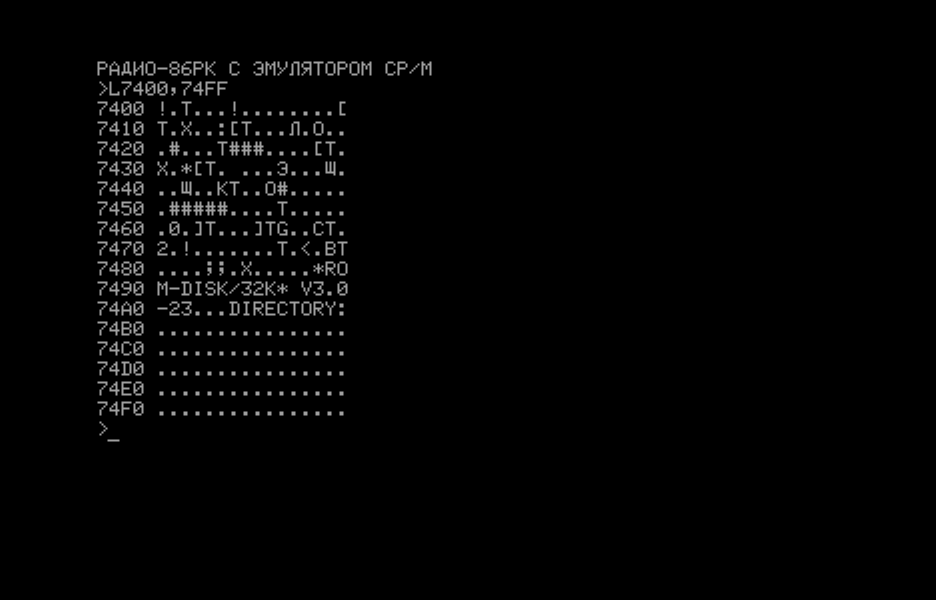 РАДИО-86РК С ЭМУЛЯТОРОМ СР/М
>L7400,74FF
7400 !.T...!........[
7410 T.X..:[T...Л.O..
7420 .#...T###....[T.
7430 X.*[T. ...Э...Щ.
7440 ..Щ..KT..O#.....
7450 .#####....T.....
7460 .0.]T...]TG..CT.
7470 2.!.......T.<.BT
7480 ....;;.X.....*RO
7490 M-DISK/32K* V3.0
74A0 -23...DIRECTORY:
74B0 ................
74C0 ................
74D0 ................
74E0 ................
74F0 ................
>_